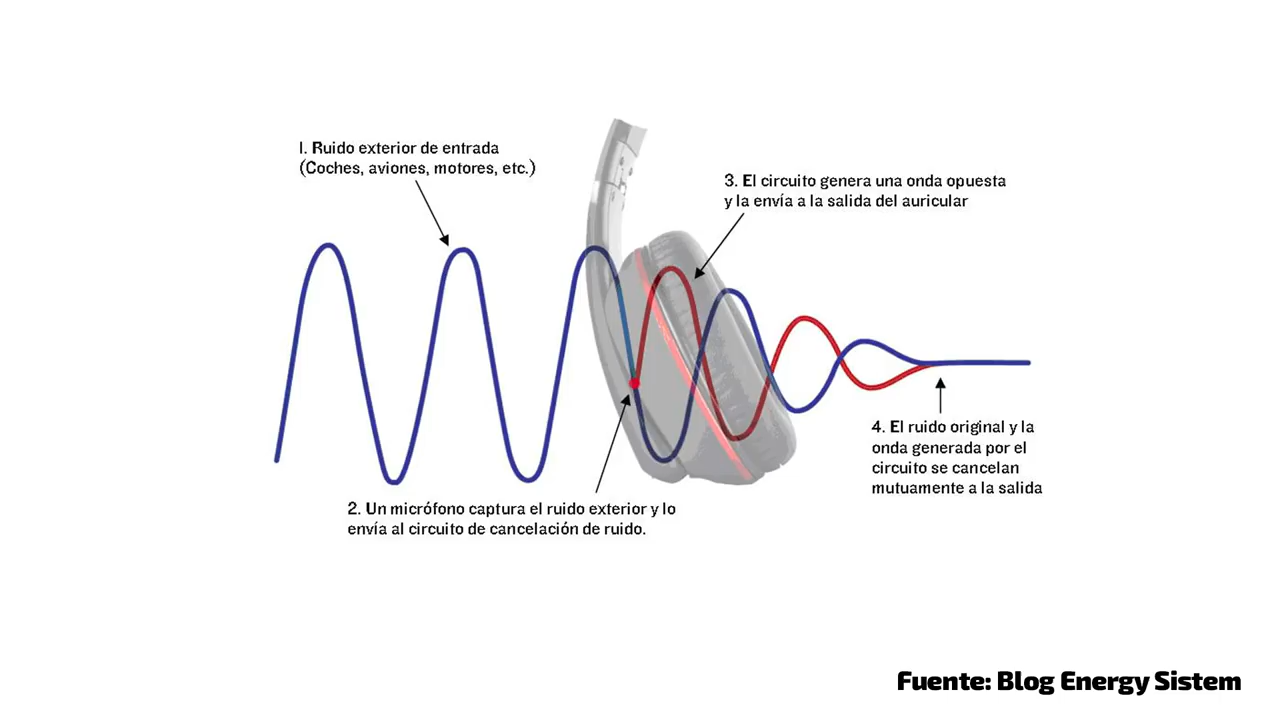 1. Ruido exterior de entrada
(Coches, aviones, motores, etc.)
3. El circuito genera una onda opuesta
y la envía a la salida del auricular
4. El ruido original y la
onda generada por el
circuito se cancelan
mutuamente a la salida
2. Un micrófono captura el ruido exterior y lo
envía al circuito de cancelación de ruido.
Fuente: Blog Energy Sistem